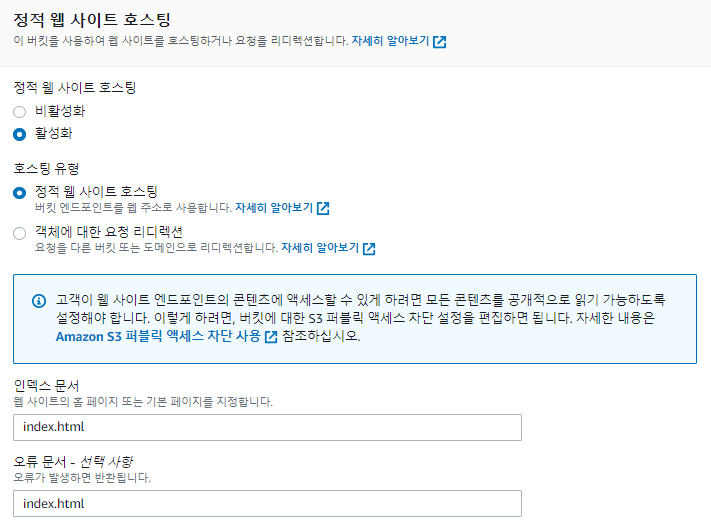 정적 웹 사이트 호스팅
이 버킷을 사용하여 웹 사이트를 호스팅하거나 요청을 리디렉션합니다. 자세히 알아보기
정적 웹 사이트 호스팅
비활성화
활성화
호스팅 유형
정적 웹 사이트 호스팅
버킷 엔드포인트를 웹 주소로 사용합니다. 자세히 알아보기
객체에 대한 요청 리디렉션
요청을 다른 버킷 또는 도메인으로 리디렉션합니다. 자세히 알아보기
고객이 웹 사이트 엔드포인트의 콘텐츠에 액세스할 수 있게 하려면 모든 콘텐츠를 공개적으로 읽기 가능하도록
설정해야 합니다. 이렇게 하려면, 버킷에 대한 S3 퍼블릭 액세스 차단 설정을 편집하면 됩니다. 자세한 내용은
Amazon S3 퍼블릭 액세스 차단 사용 참조하십시오.
인덱스 문서
웹 사이트의 홈 페이지 또는 기본 페이지를 지정합니다.
index.html
오류 문서 - 선택 사항
오류가 발생하면 반환됩니다.
index.html